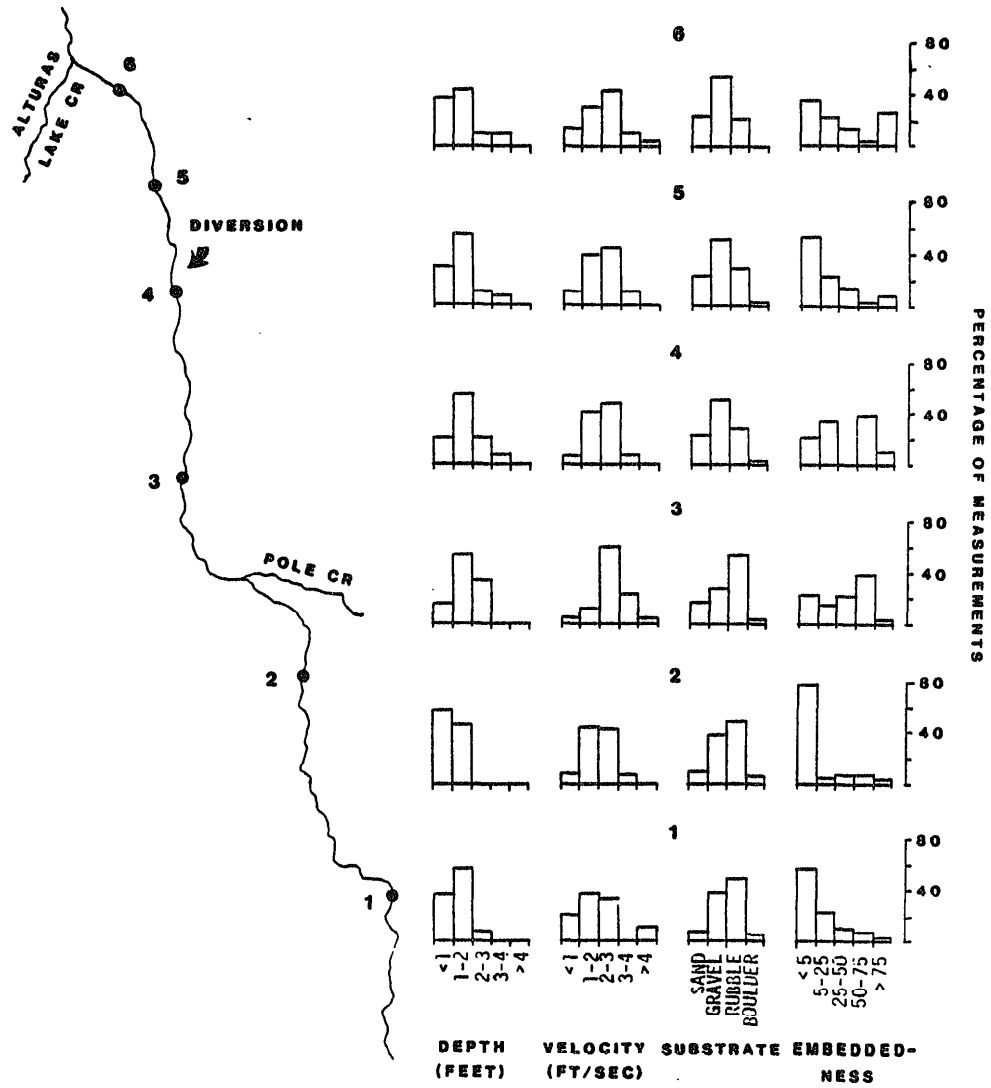 ALTURAS
LAKE CR
6
5
DIVERSION
4
3
POLE CR
2
1
6
80
40
5
80
40
4
80
40
3
80
40
2
80
40
1
80
40
PERCENTAGE OF MEASUREMENTS
<1
1-2
2-3
3-4
>4
<1
1-2
2-3
3-4
>4
SAND
GRAVEL
RUBBLE
BOULDER
<5
5-25
25-50
50-75
>75
DEPTH
(FEET)
VELOCITY
(FT/SEC)
SUBSTRATE
EMBEDDED-
NESS